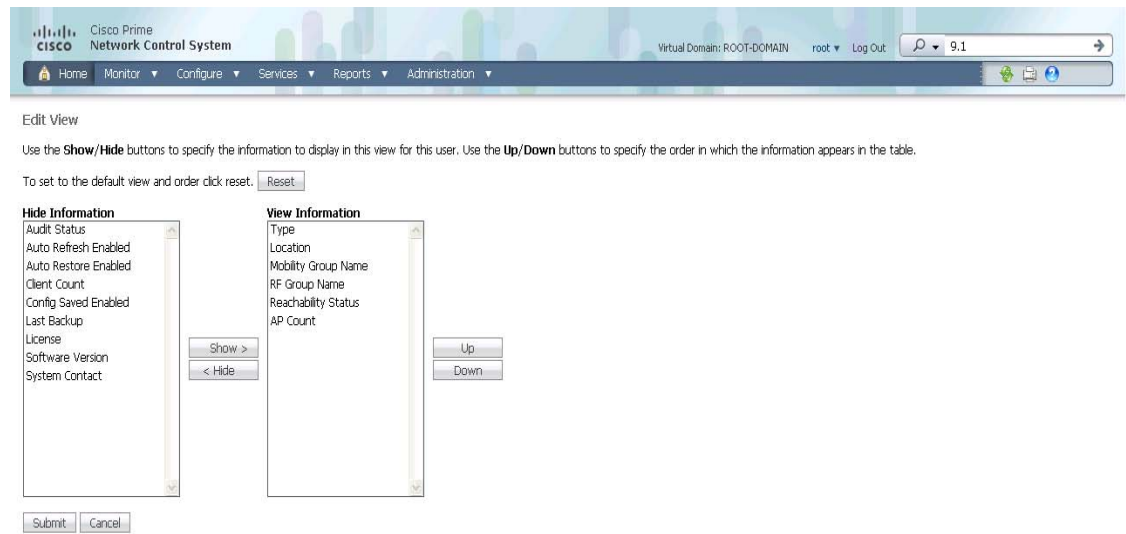 Cisco Prime
CISCO Network Control System
Virtual Domain: ROOT-DOMAIN root Log Out 9.1
Home Monitor Configure Services Reports Administration
Edit View
Use the Show/Hide buttons to specify the information to display in this view for this user. Use the Up/Down buttons to specify the order in which the information appears in the table.
To set to the default view and order click reset. Reset
Hide Information
Audit Status
Auto Refresh Enabled
Auto Restore Enabled
Client Count
Config Saved Enabled
Last Backup
License
Software Version
System Contact
Show >
< Hide
View Information
Type
Location
Mobility Group Name
RF Group Name
Reachability Status
AP Count
Up
Down
Submit Cancel